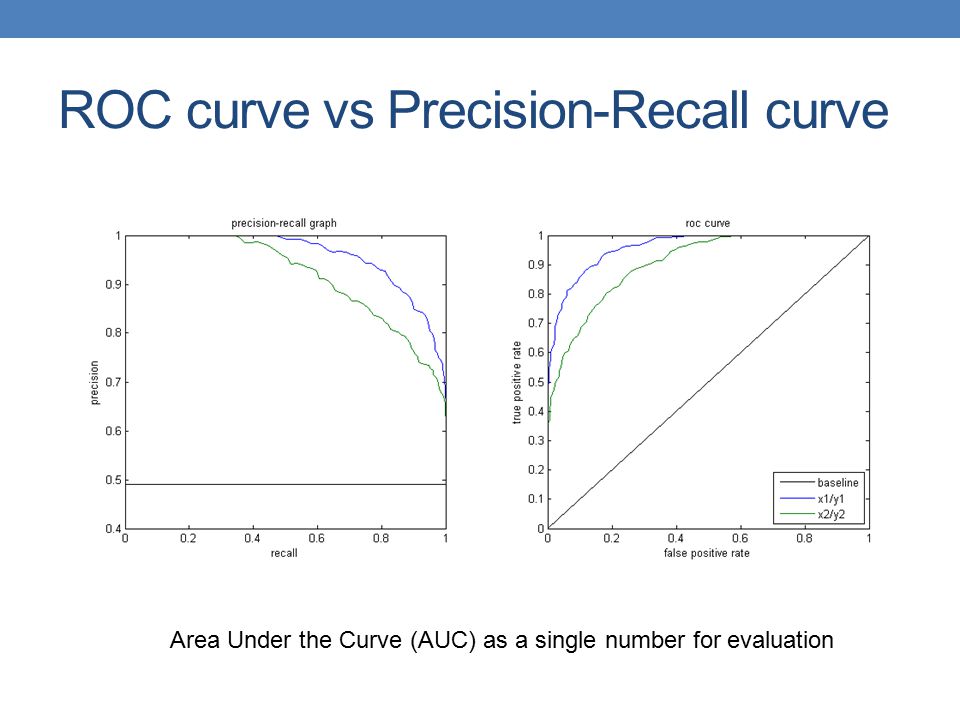 ROC curve vs Precision-Recall curve
precision-recall graph
1
0.9
0.8
0.7
0.6
0.5
0.4
precision
0 0.2 0.4 0.6 0.8 1
recall
roc curve
1
0.9
0.8
0.7
0.6
0.5
0.4
0.3
0.2
0.1
0
true positive rate
baseline
x1/y1
x2/y2
0 0.2 0.4 0.6 0.8 1
false positive rate
Area Under the Curve (AUC) as a single number for evaluation